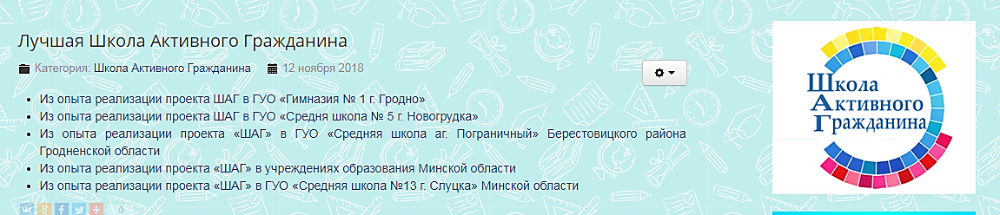 Лучшая Школа Активного Гражданина
Категория: Школа Активного Гражданина 12 ноября 2018
Из опыта реализации проекта ШАГ в ГУО «Гимназия № 1 г. Гродно»
Из опыта реализации проекта ШАГ в ГУО «Средня школа № 5 г. Новогрудка»
Из опыта реализации проекта «ШАГ» в ГУО «Средняя школа аг. Пограничный» Берестовицкого района
Гродненской области
Из опыта реализации проекта «ШАГ» в учреждениях образования Минской области
Из опыта реализации проекта «ШАГ» в ГУО «Средняя школа №13 г. Слуцка» Минской области
0
Школа
Активного
Гражданина